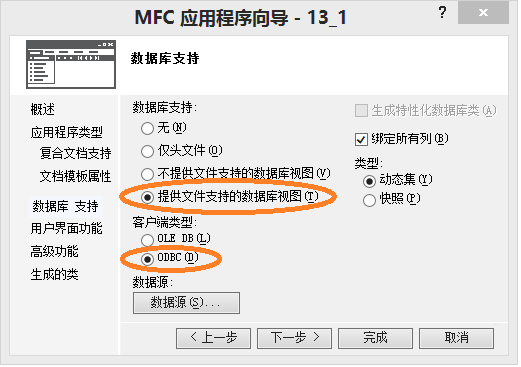 MFC 应用程序向导 - 13_1
? ×
数据库支持
概述
应用程序类型
复合文档支持
文档模板属性
数据库 支持
用户界面功能
高级功能
生成的类
数据库支持:
无(N)
仅头文件(O)
不提供文件支持的数据库视图(V)
提供文件支持的数据库视图(T)
客户端类型:
OLE DB(L)
ODBC(D)
数据源:
数据源(S)...
生成特性化数据库类(A)
绑定所有列(B)
类型:
动态集(Y)
快照(P)
< 上一步
下一步 >
完成
取消